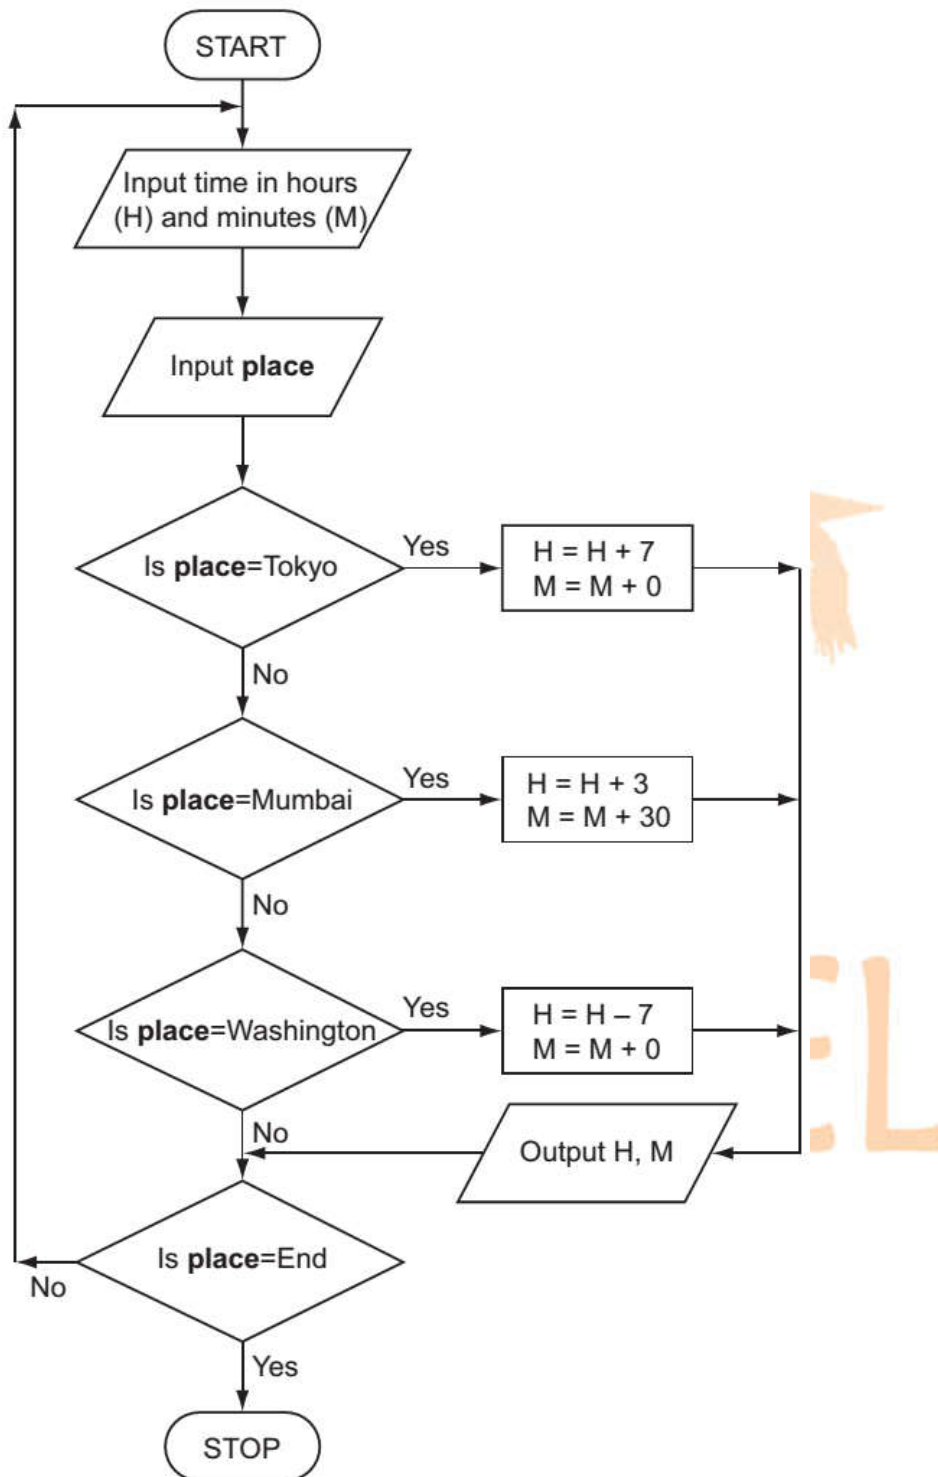 START
Input time in hours
(H) and minutes (M)
Input place
Is place=Tokyo
Yes
H = H + 7
M = M + 0
No
Is place=Mumbai
Yes
H = H + 3
M = M + 30
No
Is place=Washington
Yes
H = H – 7
M = M + 0
No
Output H, M
Is place=End
No
Yes
STOP